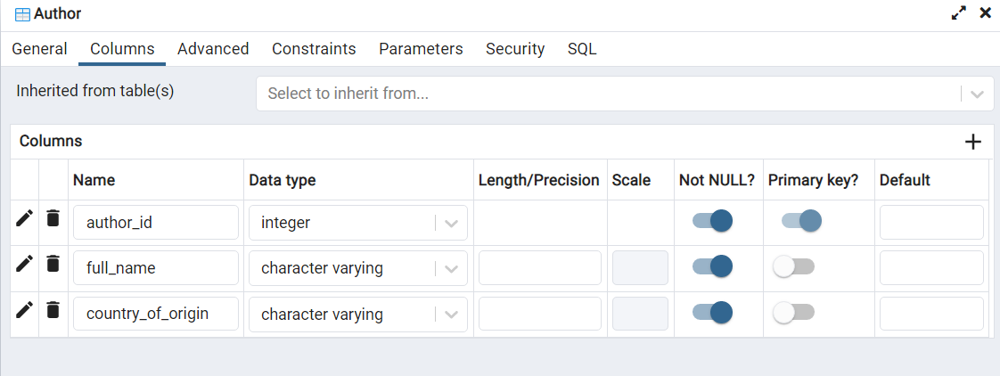 Author
General Columns Advanced Constraints Parameters Security SQL
Inherited from table(s) Select to inherit from...
Columns
Name Data type Length/Precision Scale Not NULL? Primary key? Default
author_id integer
full_name character varying
country_of_origin character varying